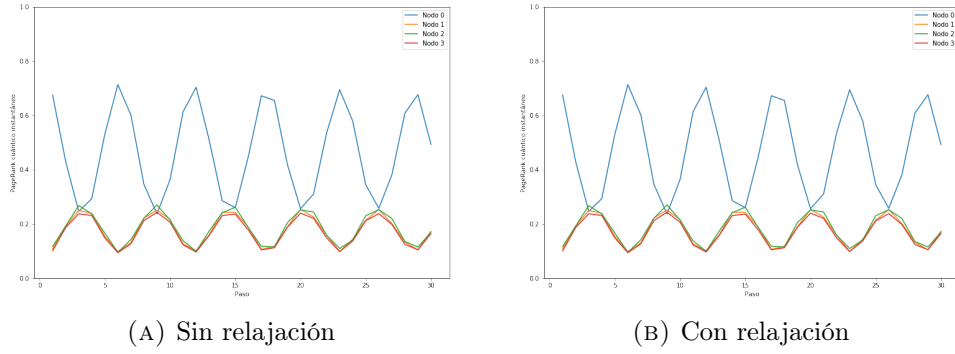 1.0
0.8
0.6
0.4
0.2
0.0
PageRank cuántico instantáneo
0 5 10 15 20 25 30
Paso
Nodo 0
Nodo 1
Nodo 2
Nodo 3
(A) Sin relajación
1.0
0.8
0.6
0.4
0.2
0.0
PageRank cuántico instantáneo
0 5 10 15 20 25 30
Paso
Nodo 0
Nodo 1
Nodo 2
Nodo 3
(B) Con relajación